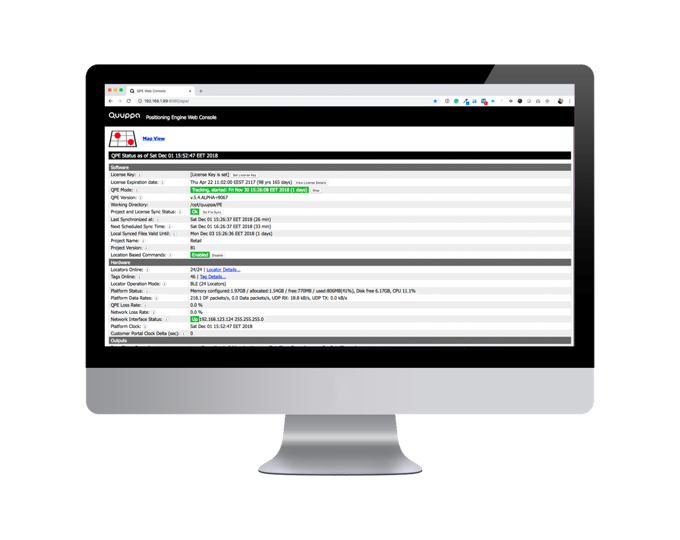 QPE Web Console
192.168.1.89:8080/qpe/
Quuppa Positioning Engine Web Console
Map View
QPE Status as of Sat Dec 01 15:52:47 EET 2018
Software
License Key: [License Key is set] Set License Key
License Expiration date: Thu Apr 22 11:02:00 EEST 2117 (98 yrs 165 days) View License Details
QPE Mode: Tracking, started: Fri Nov 30 15:26:08 EET 2018 (1 days) Stop
QPE Version: v.5.4.ALPHA-r9067
Working Directory: /opt/quuppa/PE
Project and License Sync Status: Ok Do File Sync
Last Synchronized at: Sat Dec 01 15:26:37 EET 2018 (26 min)
Next Scheduled Sync Time: Sat Dec 01 16:26:37 EET 2018 (33 min)
Local Synced Files Valid Until: Mon Dec 03 15:26:36 EET 2018 (1 days)
Project Name: Retail
Project Version: 81
Location Based Commands: Enabled Disable
Hardware
Locators Online: 24/24 | Locator Details...
Tags Online: 46 | Tag Details...
Locator Operation Mode: BLE (24 Locators)
Platform Status: Memory configured:1.97GB / allocated:1.54GB / free:770MB / used:806MB(41%), Disk free 6.17GB, CPU 11.1%
Platform Data Rates: 218.1 DF packets/s, 0.0 Data packets/s, UDP RX: 18.8 kB/s, UDP TX: 0.0 kB/s
QPE Loss Rate: 0.0 %
Network Loss Rate: 0.0 %
Network Interface Status: Up 192.168.123.124 255.255.255.0
Platform Clock: Sat Dec 01 15:52:47 EET 2018
Customer Portal Clock Delta (sec): 0
Outputs